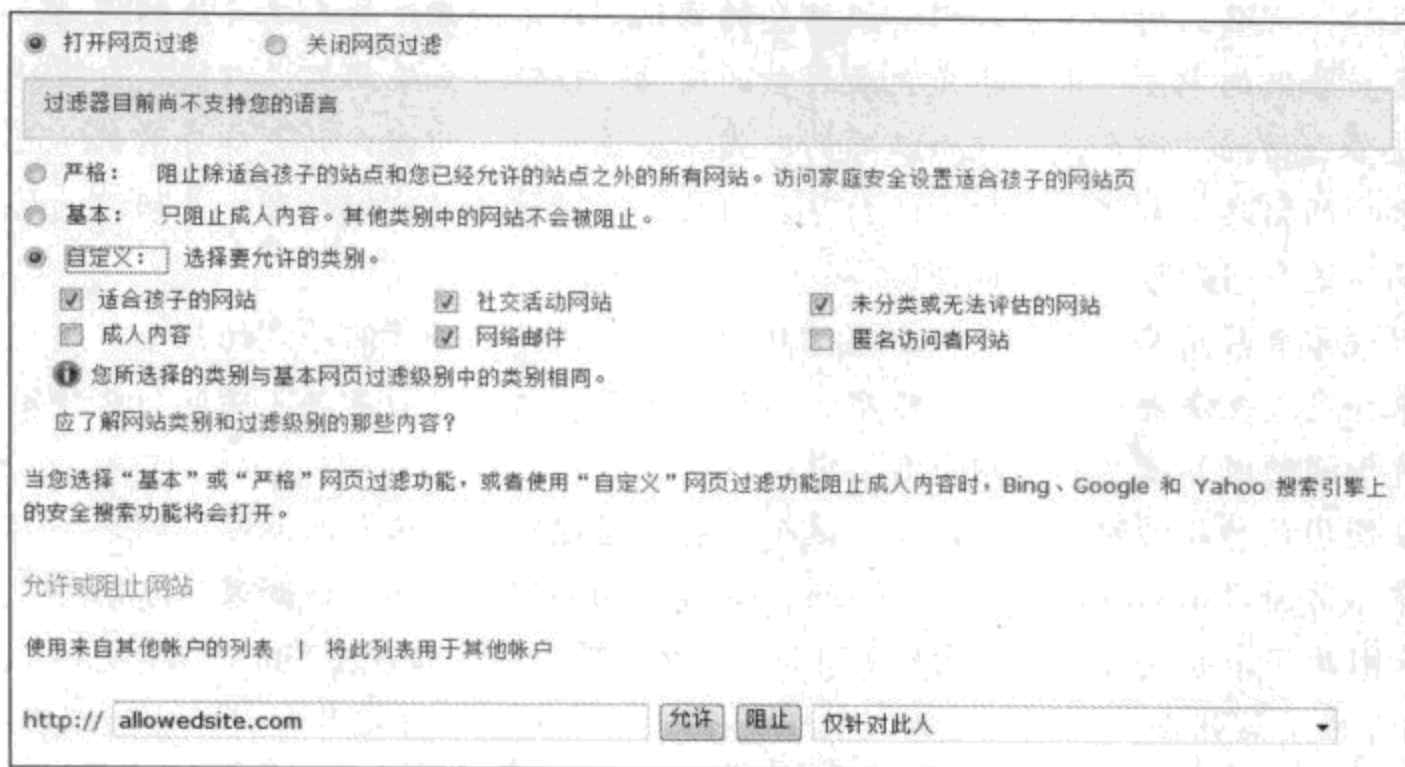 打开网页过滤 关闭网页过滤
过滤器目前尚不支持您的语言
严格： 阻止除适合孩子的站点和您已经允许的站点之外的所有网站。访问家庭安全设置适合孩子的网站页
基本： 只阻止成人内容。其他类别中的网站不会被阻止。
自定义： 选择要允许的类别。
适合孩子的网站 社交活动网站 未分类或无法评估的网站
成人内容 网络邮件 匿名访问者网站
您所选择的类别与基本网页过滤级别中的类别相同。
应了解网站类别和过滤级别的那些内容？
当您选择“基本”或“严格”网页过滤功能，或者使用“自定义”网页过滤功能阻止成人内容时，Bing、Google 和 Yahoo 搜索引擎上
的安全搜索功能将会打开。
允许或阻止网站
使用来自其他帐户的列表 | 将此列表用于其他帐户
http:// allowedsite.com 允许 阻止 仅针对此人